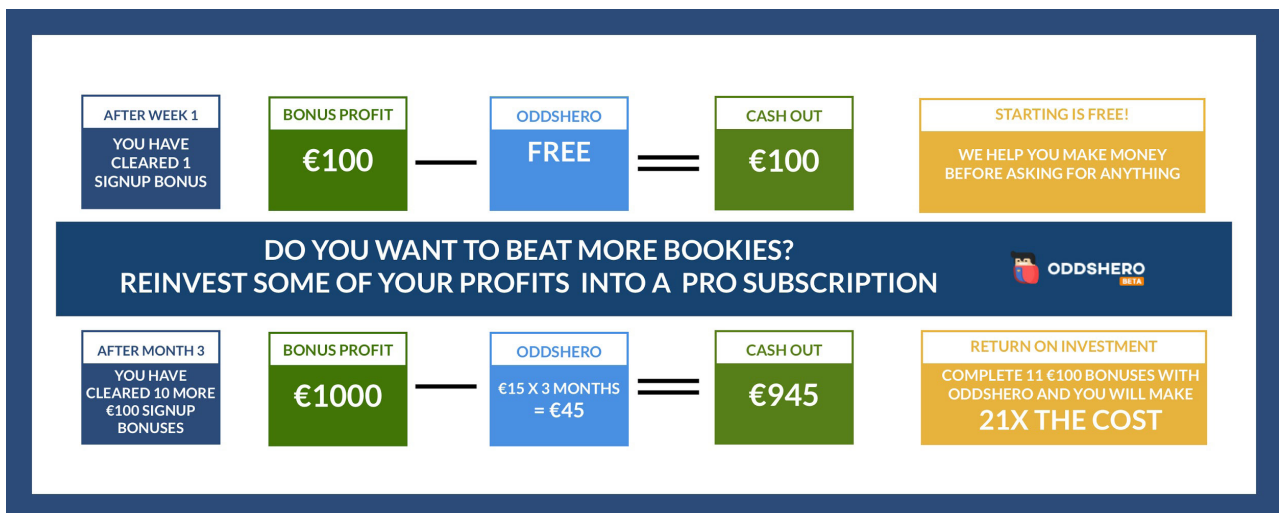 AFTER WEEK 1
YOU HAVE
CLEARED 1
SIGNUP BONUS
BONUS PROFIT
€100
ODDSHERO
FREE
CASH OUT
€100
STARTING IS FREE!
WE HELP YOU MAKE MONEY
BEFORE ASKING FOR ANYTHING
DO YOU WANT TO BEAT MORE BOOKIES?
REINVEST SOME OF YOUR PROFITS INTO A PRO SUBSCRIPTION
ODDSHERO
BETA
AFTER MONTH 3
YOU HAVE
CLEARED 10 MORE
€100 SIGNUP
BONUSES
BONUS PROFIT
€1000
ODDSHERO
€15 X 3 MONTHS
= €45
CASH OUT
€945
RETURN ON INVESTMENT
COMPLETE 11 €100 BONUSES WITH
ODDSHERO AND YOU WILL MAKE
21X THE COST